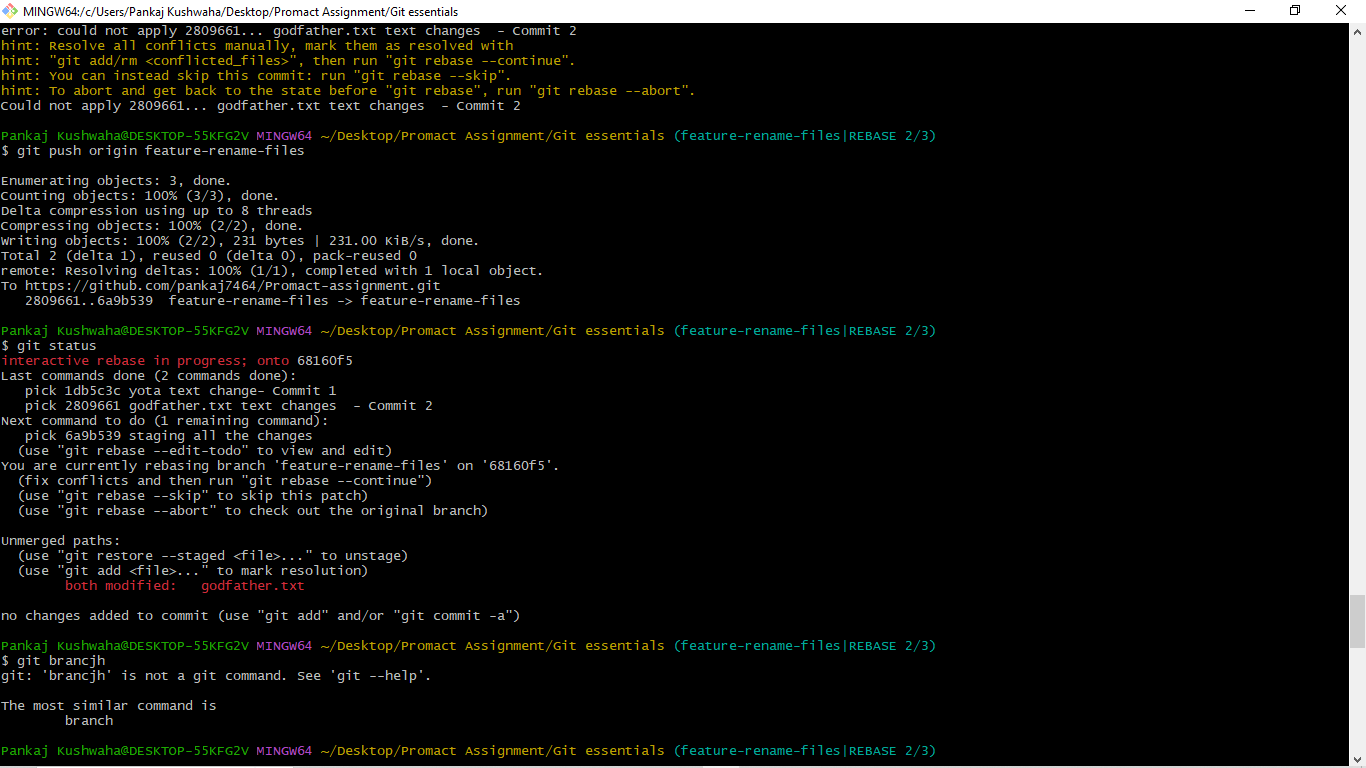 MINGW64:/c/Users/Pankaj Kushwaha/Desktop/Promact Assignment/Git essentials
error: could not apply 2809661... godfather.txt text changes  - Commit 2
hint: Resolve all conflicts manually, mark them as resolved with
hint: "git add/rm <conflicted_files>", then run "git rebase --continue".
hint: You can instead skip this commit: run "git rebase --skip".
hint: To abort and get back to the state before "git rebase", run "git rebase --abort".
Could not apply 2809661... godfather.txt text changes  - Commit 2
Pankaj Kushwaha@DESKTOP-55KFG2V MINGW64 ~/Desktop/Promact Assignment/Git essentials (feature-rename-files|REBASE 2/3)
$ git push origin feature-rename-files
Enumerating objects: 3, done.
Counting objects: 100% (3/3), done.
Delta compression using up to 8 threads
Compressing objects: 100% (2/2), done.
Writing objects: 100% (2/2), 231 bytes | 231.00 KiB/s, done.
Total 2 (delta 1), reused 0 (delta 0), pack-reused 0
remote: Resolving deltas: 100% (1/1), completed with 1 local object.
To https://github.com/pankaj7464/Promact-assignment.git
   2809661..6a9b539  feature-rename-files -> feature-rename-files
Pankaj Kushwaha@DESKTOP-55KFG2V MINGW64 ~/Desktop/Promact Assignment/Git essentials (feature-rename-files|REBASE 2/3)
$ git status
interactive rebase in progress; onto 68160f5
Last commands done (2 commands done):
   pick 1db5c3c yota text change- Commit 1
   pick 2809661 godfather.txt text changes  - Commit 2
Next command to do (1 remaining command):
   pick 6a9b539 staging all the changes
  (use "git rebase --edit-todo" to view and edit)
You are currently rebasing branch 'feature-rename-files' on '68160f5'.
  (fix conflicts and then run "git rebase --continue")
  (use "git rebase --skip" to skip this patch)
  (use "git rebase --abort" to check out the original branch)
Unmerged paths:
  (use "git restore --staged <file>..." to unstage)
  (use "git add <file>..." to mark resolution)
        both modified:   godfather.txt
no changes added to commit (use "git add" and/or "git commit -a")
Pankaj Kushwaha@DESKTOP-55KFG2V MINGW64 ~/Desktop/Promact Assignment/Git essentials (feature-rename-files|REBASE 2/3)
$ git brancjh
git: 'brancjh' is not a git command. See 'git --help'.
The most similar command is
        branch
Pankaj Kushwaha@DESKTOP-55KFG2V MINGW64 ~/Desktop/Promact Assignment/Git essentials (feature-rename-files|REBASE 2/3)